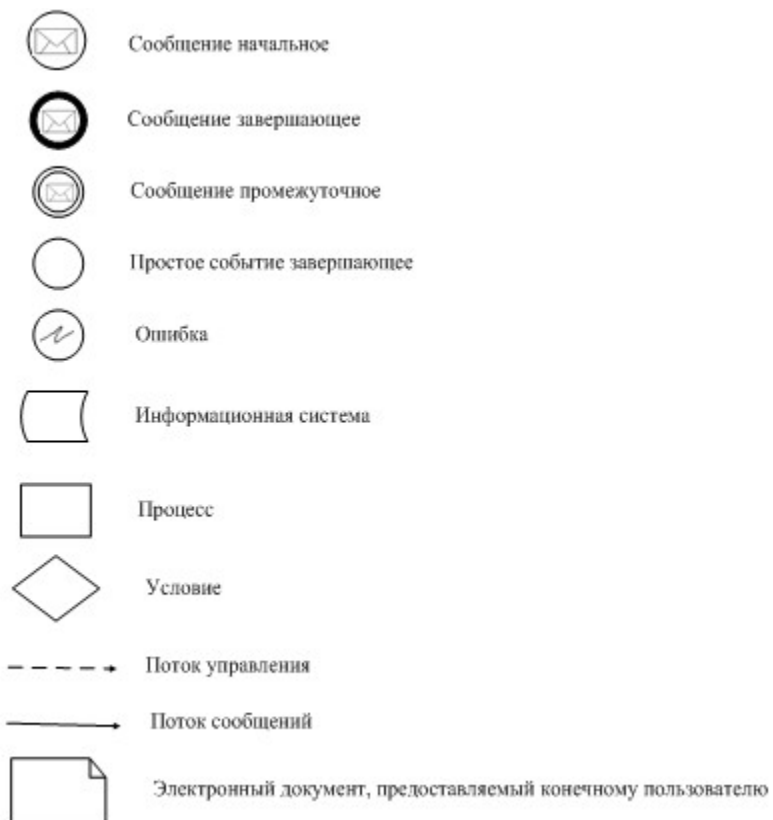 Сообщение начальное
Сообщение завершающее
Сообщение промежуточное
Простое событие завершающее
Ошибка
Информационная система
Процесс
Условие
Поток управления
Поток сообщений
Электронный документ, предоставляемый конечному пользователю